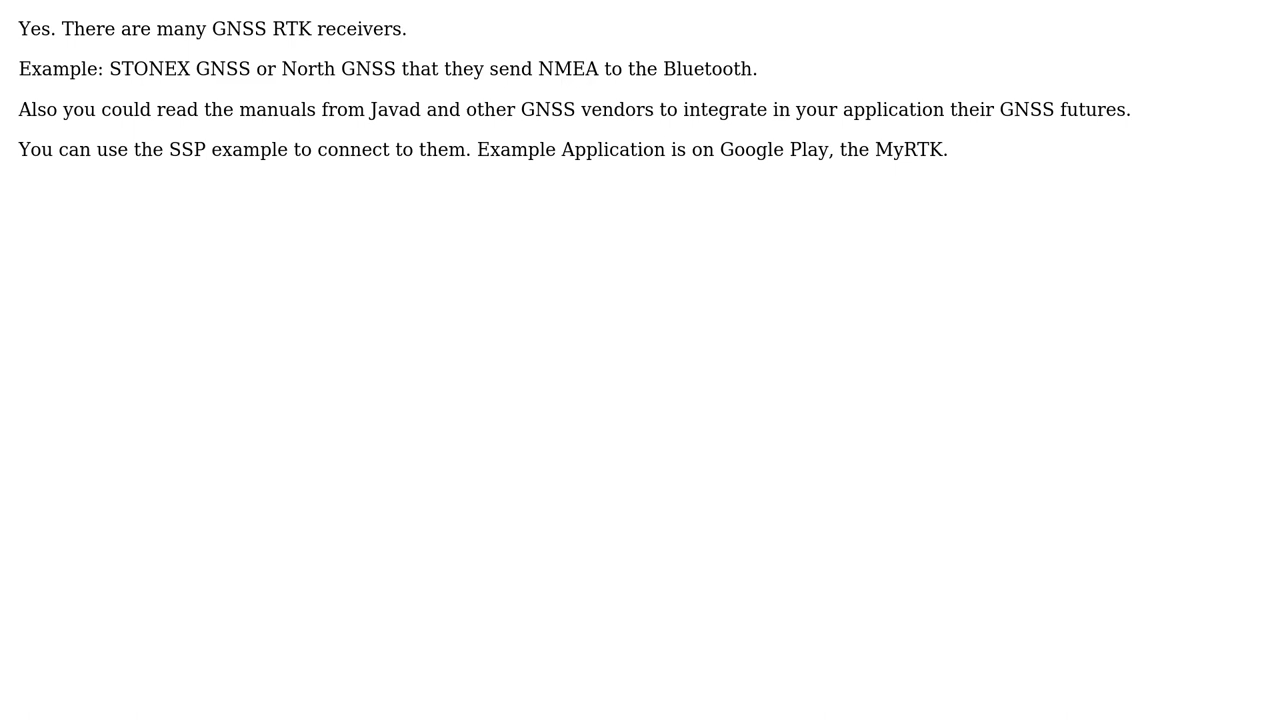 Yes. There are many GNSS RTK receivers.
Example: STONEX GNSS or North GNSS that they send NMEA to the Bluetooth.
Also you could read the manuals from Javad and other GNSS vendors to integrate in your application their GNSS futures.
You can use the SSP example to connect to them. Example Application is on Google Play, the MyRTK.